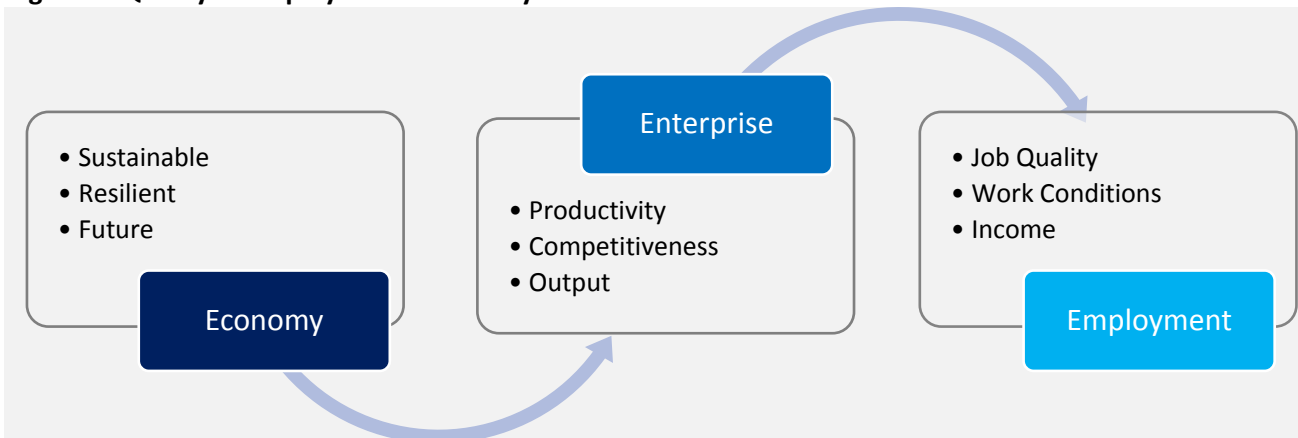 • Sustainable
• Resilient
• Future
Economy
Enterprise
• Productivity
• Competitiveness
• Output
• Job Quality
• Work Conditions
• Income
Employment